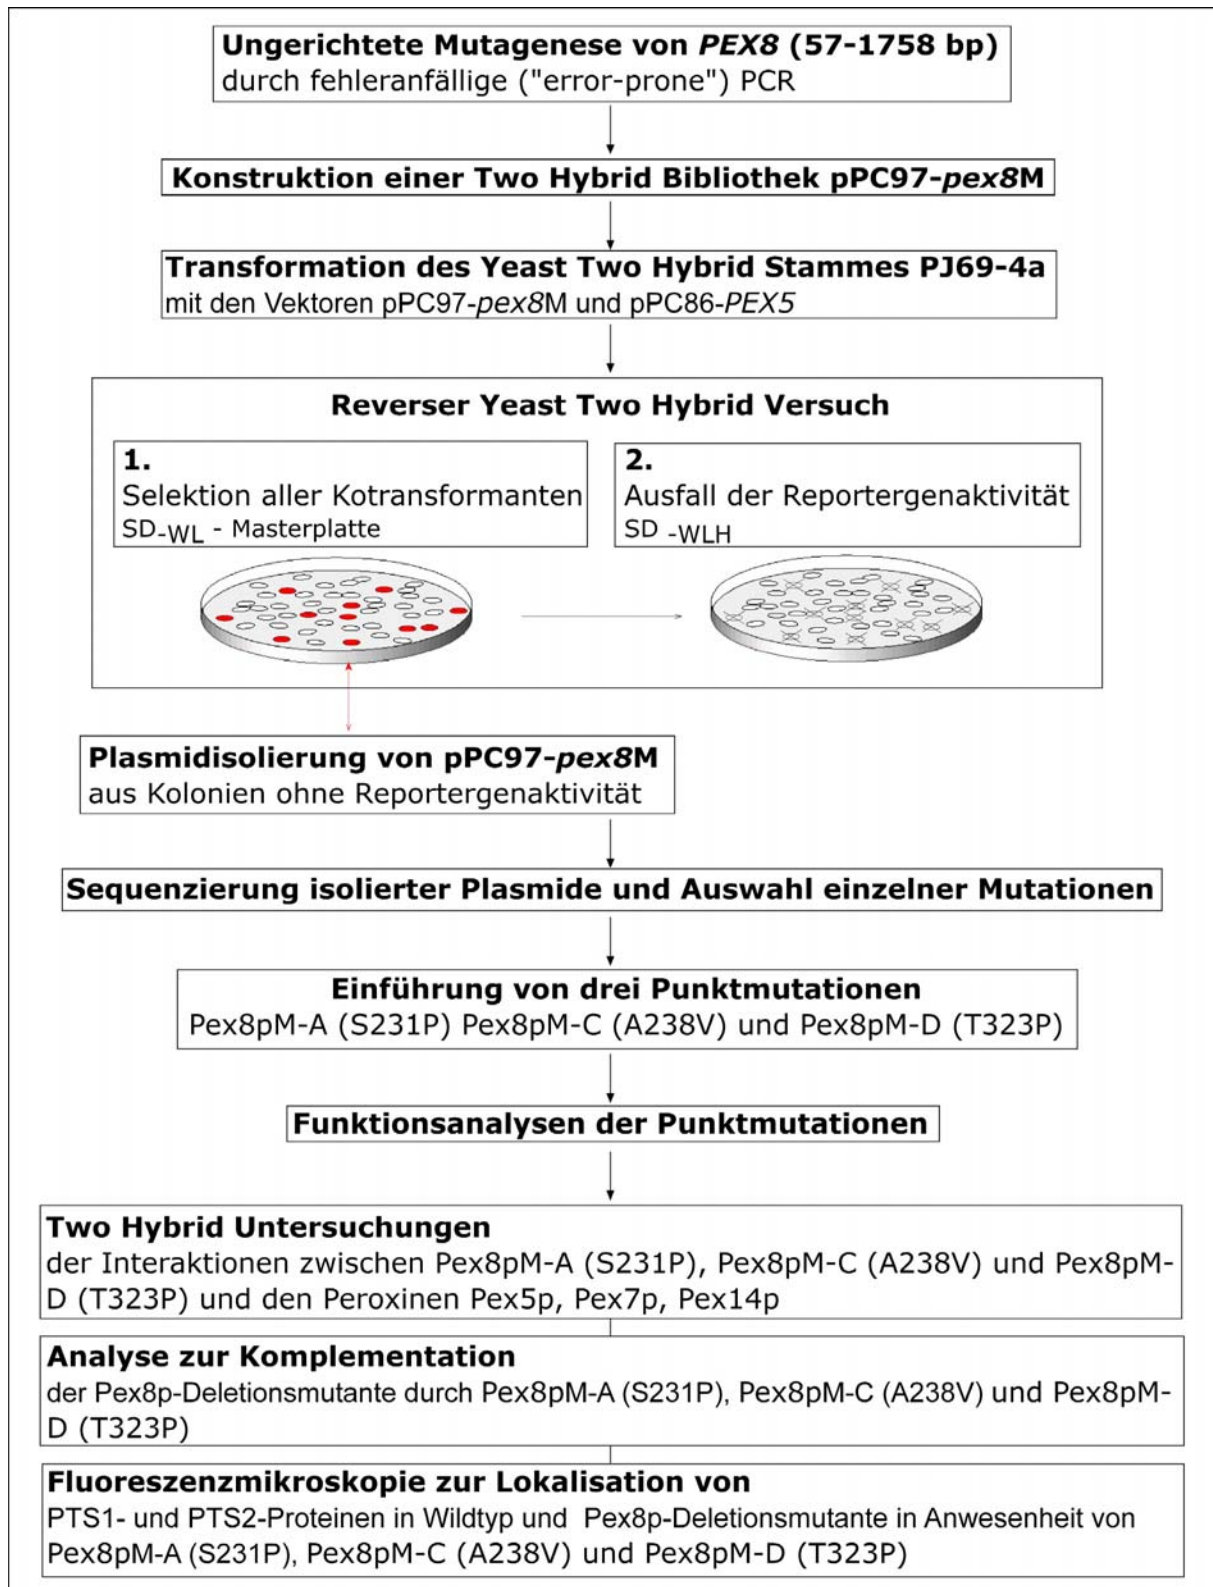 Ungerichtete Mutagenese von PEX8 (57-1758 bp)
durch fehleranfällige ("error-prone") PCR
Konstruktion einer Two Hybrid Bibliothek pPC97-pex8M
Transformation des Yeast Two Hybrid Stammes PJ69-4a
mit den Vektoren pPC97-pex8M und pPC86-PEX5
Reverser Yeast Two Hybrid Versuch
1.
Selektion aller Kotransformanten
SD-WL - Masterplatte
2.
Ausfall der Reportergenaktivität
SD -WLH
Plasmidisolierung von pPC97-pex8M
aus Kolonien ohne Reportergenaktivität
Sequenzierung isolierter Plasmide und Auswahl einzelner Mutationen
Einführung von drei Punktmutationen
Pex8pM-A (S231P) Pex8pM-C (A238V) und Pex8pM-D (T323P)
Funktionsanalysen der Punktmutationen
Two Hybrid Untersuchungen
der Interaktionen zwischen Pex8pM-A (S231P), Pex8pM-C (A238V) und Pex8pM-
D (T323P) und den Peroxinen Pex5p, Pex7p, Pex14p
Analyse zur Komplementation
der Pex8p-Deletionsmutante durch Pex8pM-A (S231P), Pex8pM-C (A238V) und Pex8pM-
D (T323P)
Fluoreszenzmikroskopie zur Lokalisation von
PTS1- und PTS2-Proteinen in Wildtyp und Pex8p-Deletionsmutante in Anwesenheit von
Pex8pM-A (S231P), Pex8pM-C (A238V) und Pex8pM-D (T323P)